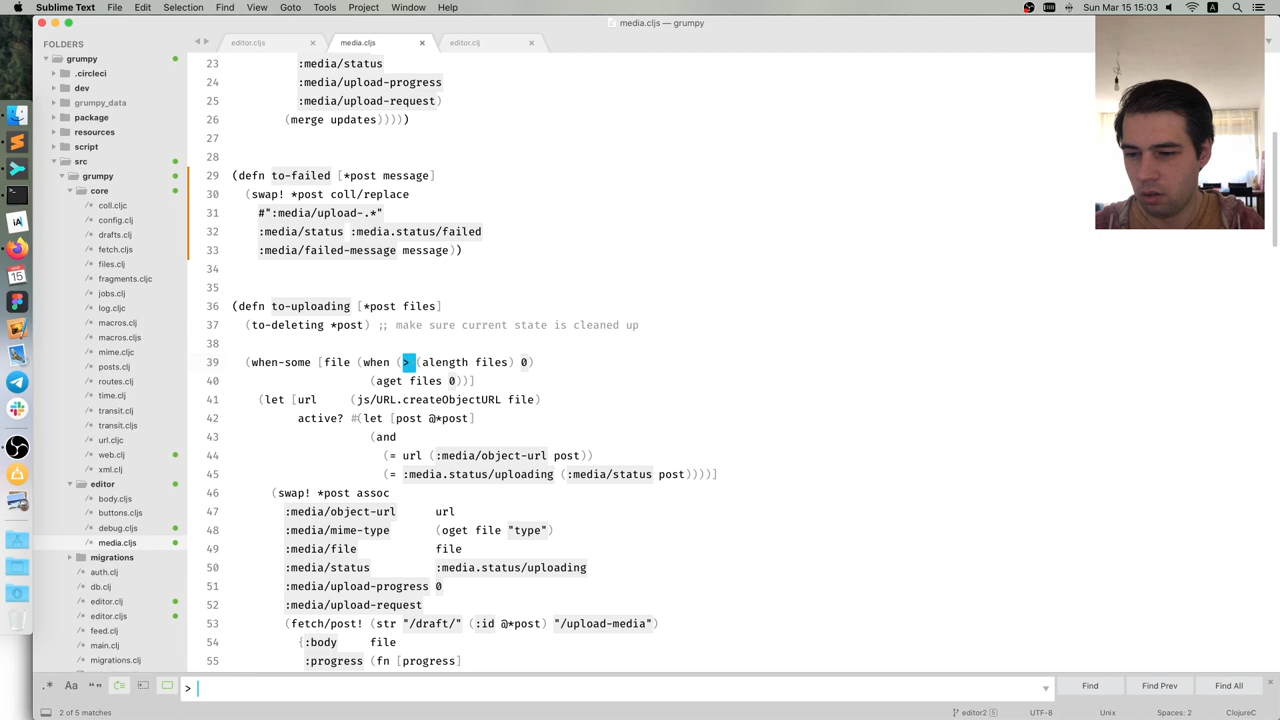 Sublime Text File Edit Selection Find View Goto Tools Project Window Help
Sun Mar 15 15:03
media.cljs — grumpy
FOLDERS
grumpy
.circleci
dev
grumpy_data
package
resources
script
src
grumpy
core
coll.cljc
config.clj
drafts.clj
fetch.cljs
files.clj
fragments.cljc
jobs.clj
log.cljc
macros.clj
macros.cljs
mime.cljc
posts.clj
routes.clj
time.clj
transit.clj
transit.cljs
url.cljc
web.clj
xml.clj
editor
body.cljs
buttons.cljs
debug.cljs
media.cljs
migrations
auth.clj
db.clj
editor.clj
editor.cljs
feed.clj
main.clj
migrations.clj
editor.cljs media.cljs editor.clj
23 :media/status
24 :media/upload-progress
25 :media/upload-request)
26 (merge updates))))
27
28
29 (defn to-failed [*post message]
30 (swap! *post coll/replace
31 #":media/upload-.*"
32 :media/status :media.status/failed
33 :media/failed-message message))
34
35
36 (defn to-uploading [*post files]
37 (to-deleting *post) ;; make sure current state is cleaned up
38
39 (when-some [file (when (> (alength files) 0)
40 (aget files 0))]
41 (let [url (js/URL.createObjectURL file)
42 active? #(let [post @*post]
43 (and
44 (= url (:media/object-url post))
45 (= :media.status/uploading (:media/status post))))]
46 (swap! *post assoc
47 :media/object-url url
48 :media/mime-type (oget file "type")
49 :media/file file
50 :media/status :media.status/uploading
51 :media/upload-progress 0
52 :media/upload-request
53 (fetch/post! (str "/draft/" (:id @*post) "/upload-media")
54 {:body file
55 :progress (fn [progress]
.* Aa “” > Find Find Prev Find All
2 of 5 matches editor2 5 UTF-8 Unix Spaces: 2 ClojureC